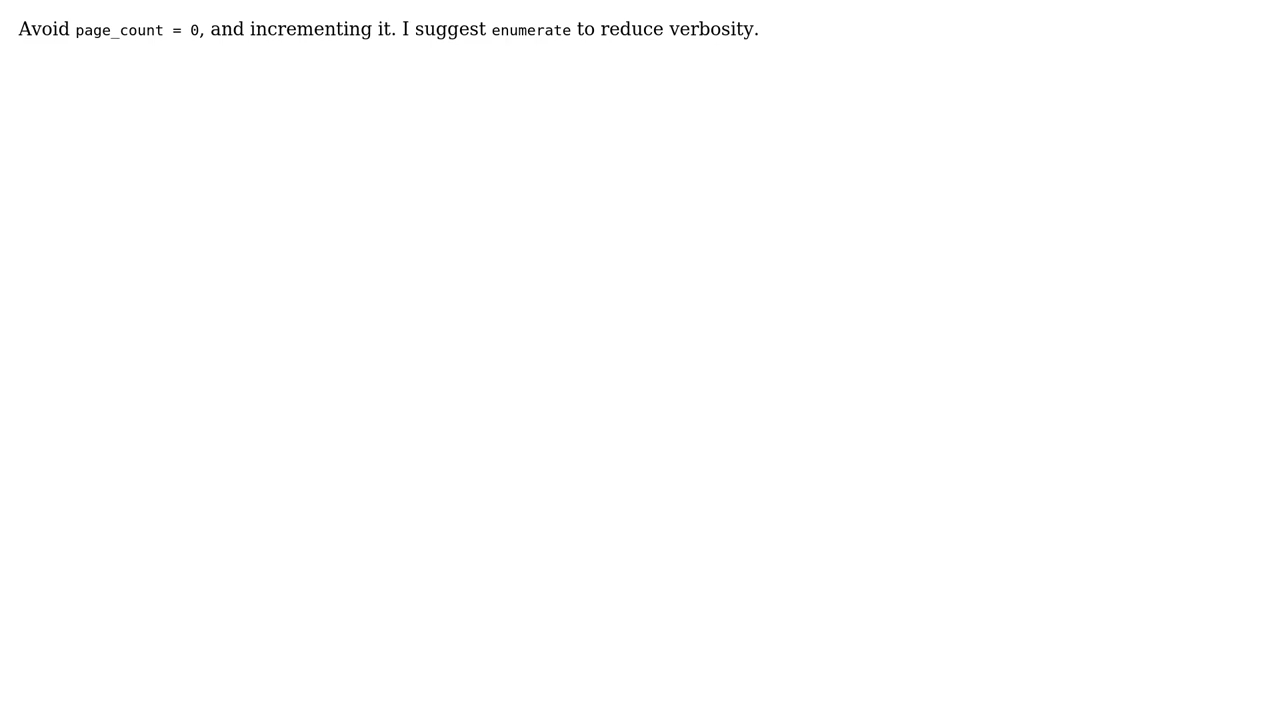 Avoid page_count = 0, and incrementing it. I suggest enumerate to reduce verbosity.